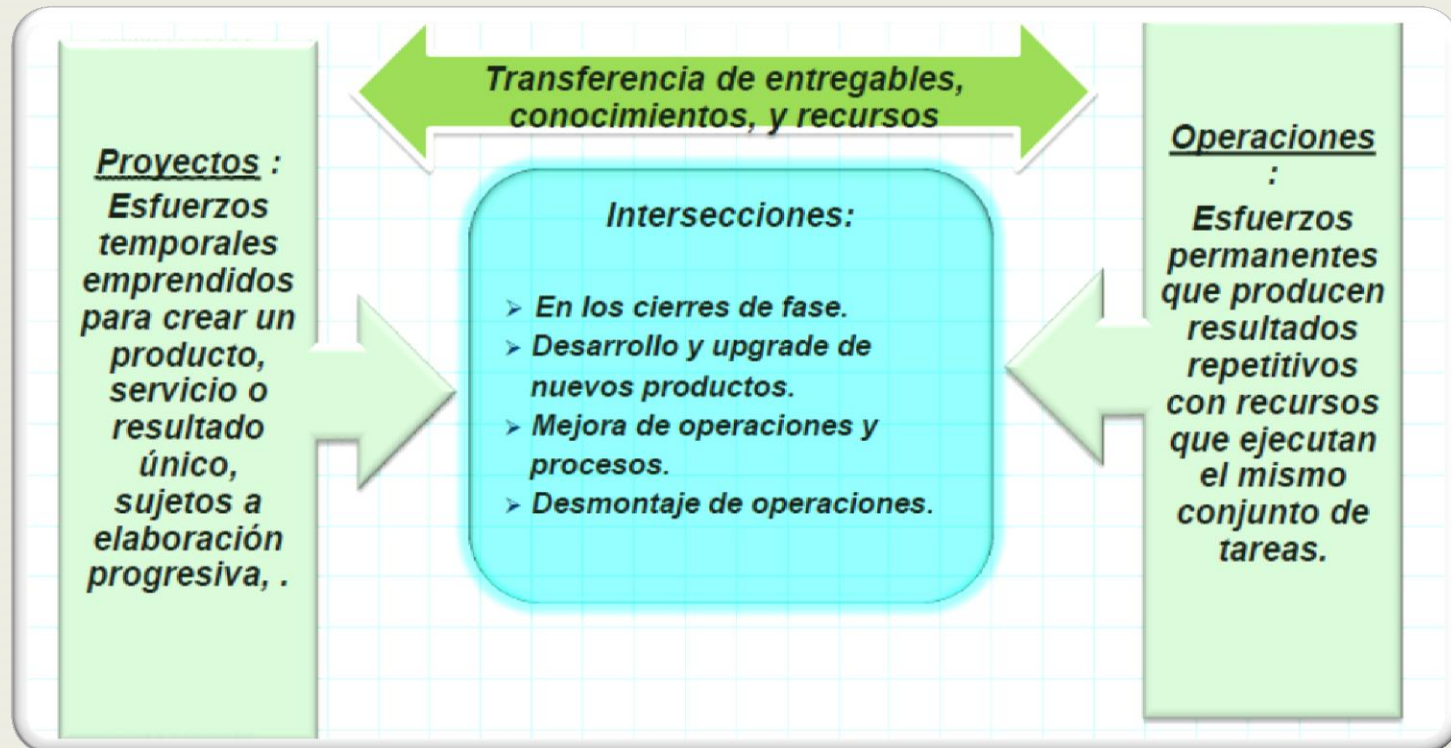 Transferencia de entregables,
conocimientos, y recursos
Proyectos :
Esfuerzos
temporales
emprendidos
para crear un
producto,
servicio o
resultado
único,
sujetos a
elaboración
progresiva, .
Intersecciones:
➢ En los cierres de fase.
➢ Desarrollo y upgrade de
nuevos productos.
➢ Mejora de operaciones y
procesos.
➢ Desmontaje de operaciones.
Operaciones
:
Esfuerzos
permanentes
que producen
resultados
repetitivos
con recursos
que ejecutan
el mismo
conjunto de
tareas.